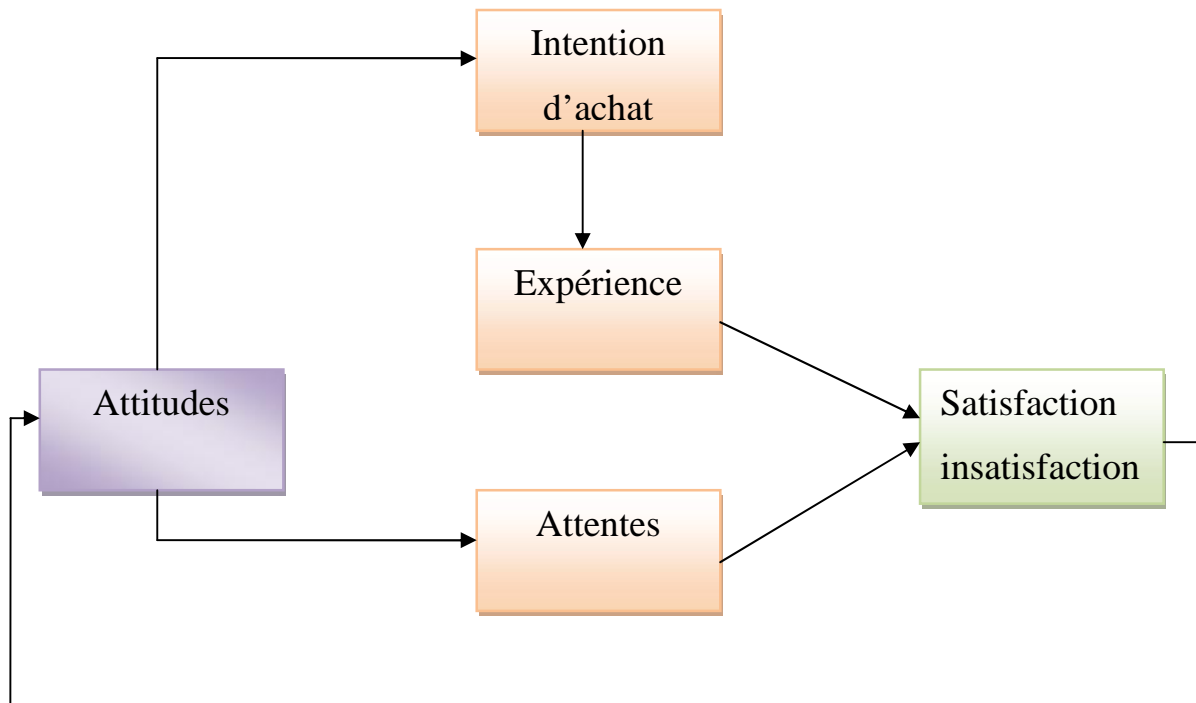 Intention
d’achat
Expérience
Attitudes
Satisfaction
insatisfaction
Attentes